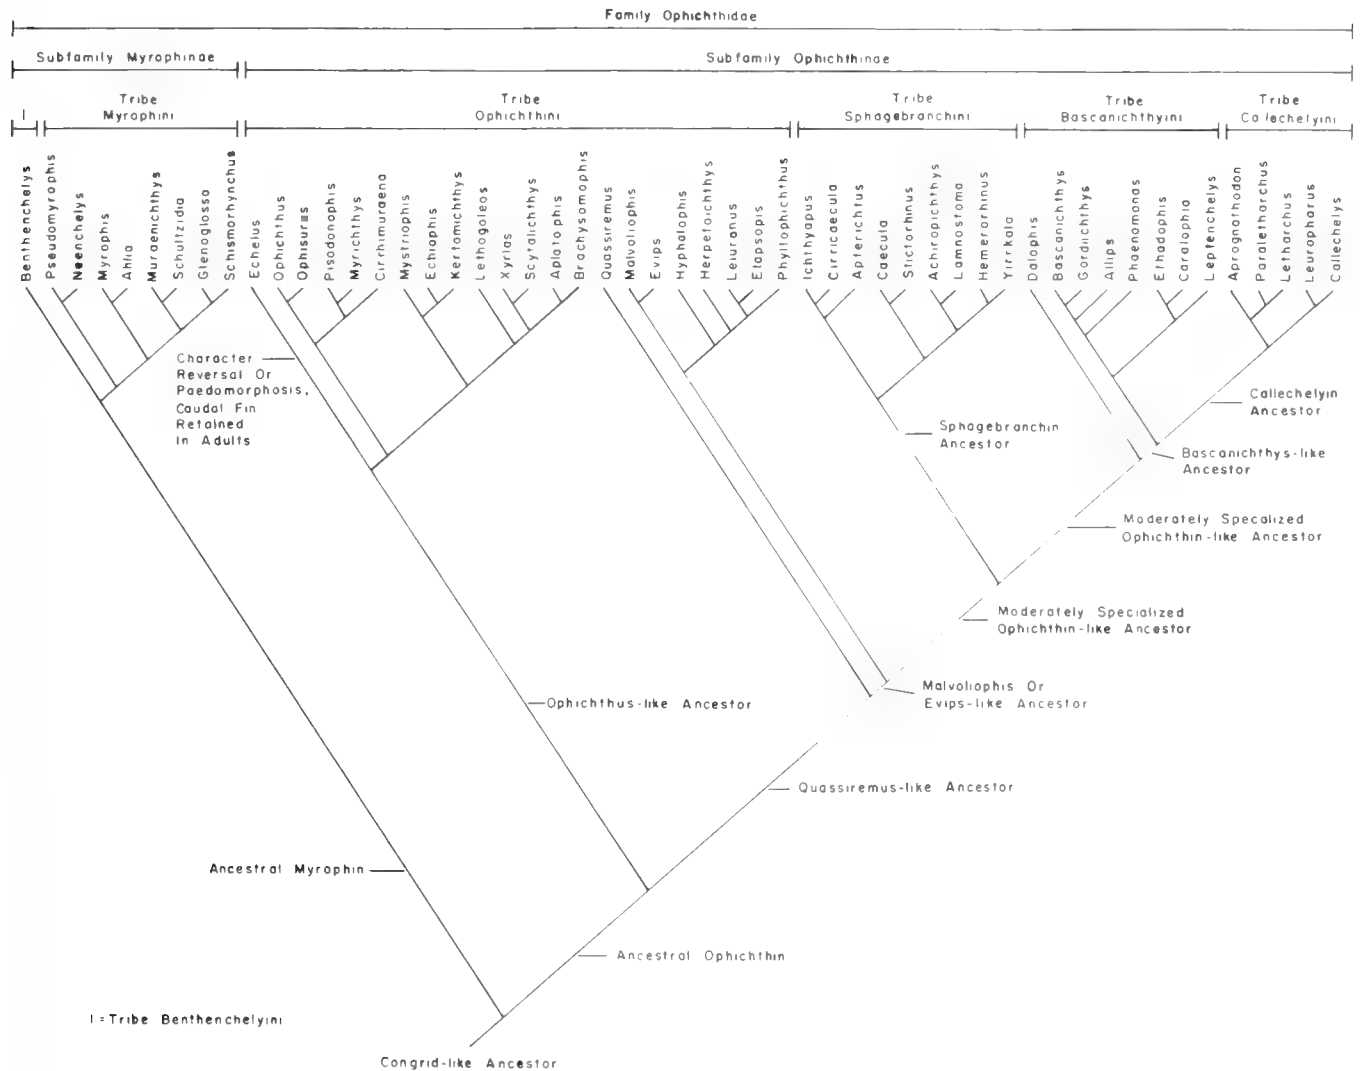 Family Ophichthidae
Subfamily Myrophinae
Subfamily Ophichthinae
I
Tribe
Myrophini
Tribe
Ophichthini
Tribe
Sphagebranchini
Tribe
Bascanichthyini
Tribe
Callechelyini
Benthenchelys
Pseudomyrophis
Neenchelys
Myrophis
Ahlia
Muraenichthys
Schultzidia
Glenoglossa
Schismorhynchus
Echelus
Ophichthus
Ophisurus
Pisodonophis
Myrichthys
Cirrhimuraena
Mystriophis
Echiophis
Kertomichthys
Lethogoleos
Xyrias
Scytalichthys
Aplatophis
Brachysomophis
Quassiremus
Malvoliophis
Evips
Hyphalophis
Herpetoichthys
Leiuranus
Elapsopis
Phyllophichthus
Ichthyapus
Cirricaecula
Apterichtus
Caecula
Stictorhinus
Achiropichthys
Lamnostoma
Hemerorhinus
Yirrkala
Dalophis
Bascanichthys
Gordiichthys
Allips
Phaenomonas
Ethadophis
Caralophia
Leptenchelys
Aprognathodon
Paraletharchus
Letharchus
Leuropharus
Callechelys
Character
Reversal Or
Paedomorphosis,
Caudal Fin
Retained
In Adults
Callechelyin
Ancestor
Sphagebranchin
Ancestor
Bascanichthys-like
Ancestor
Moderately Specalized
Ophichthin-like Ancestor
Moderately Specialized
Ophichthin-like Ancestor
Malvoliophis Or
Evips-like Ancestor
Ophichthus-like Ancestor
Quassiremus-like Ancestor
Ancestral Myrophin
Ancestral Ophichthin
I = Tribe Benthenchelyini
Congrid-like Ancestor